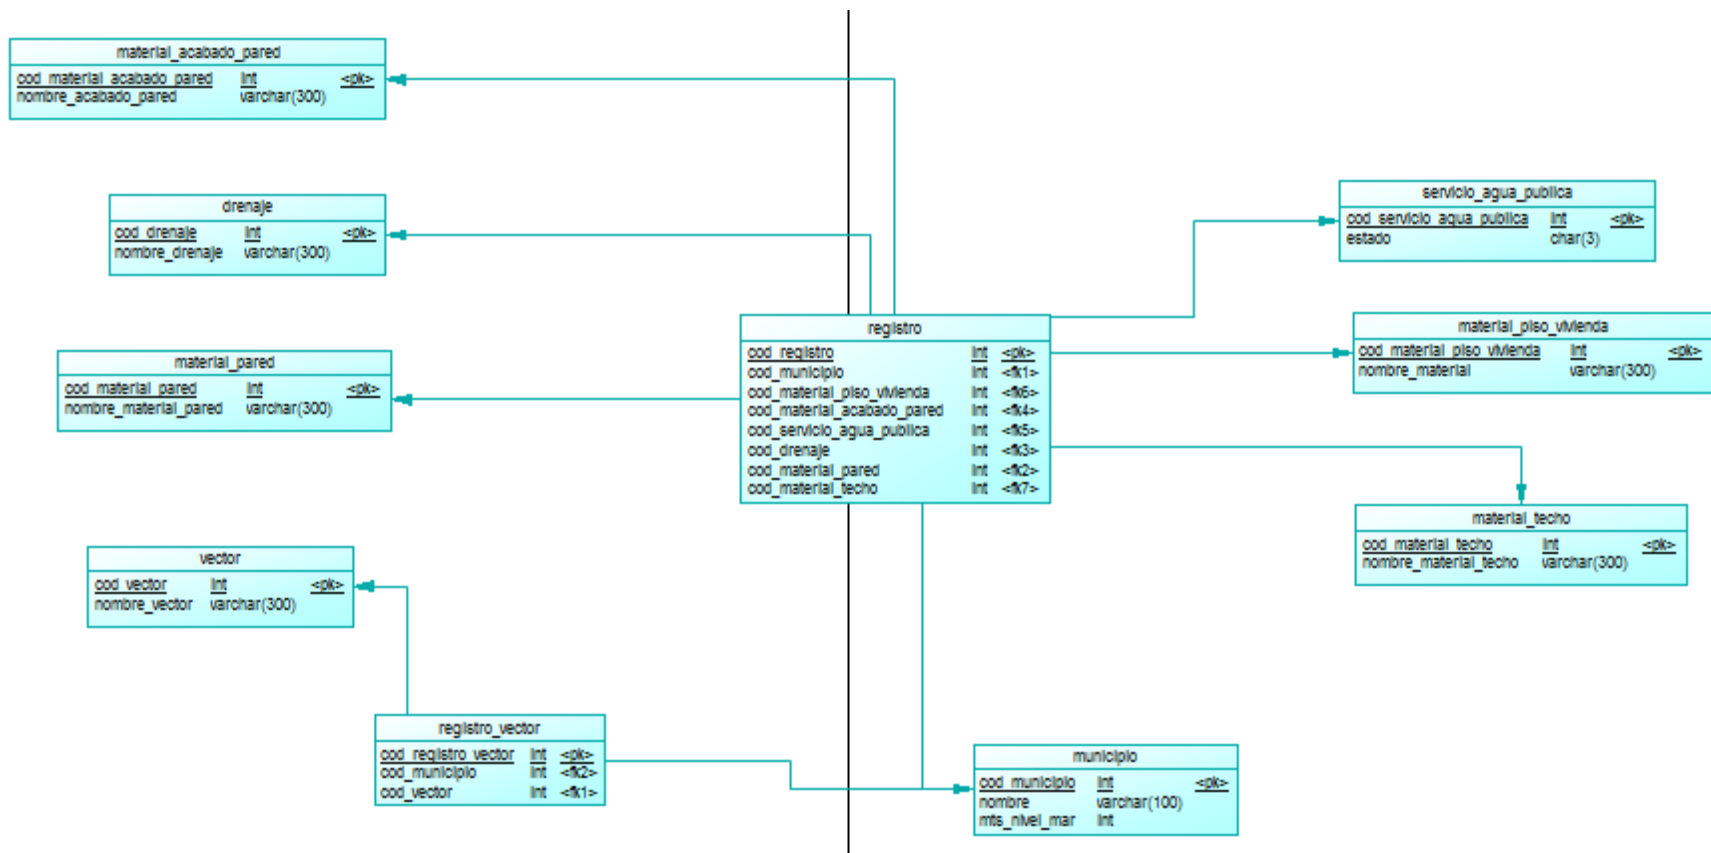 material_acabado_pared
cod_material_acabado_pared int <pk>
nombre_acabado_pared varchar(300)
drenaje
cod_drenaje int <pk>
nombre_drenaje varchar(300)
material_pared
cod_material_pared int <pk>
nombre_material_pared varchar(300)
vector
cod_vector int <pk>
nombre_vector varchar(300)
registro_vector
cod_registro_vector int <pk>
cod_municipio int <fk2>
cod_vector int <fk1>
registro
cod_registro int <pk>
cod_municipio int <fk1>
cod_material_piso_vivienda int <fk6>
cod_material_acabado_pared int <fk4>
cod_servicio_agua_publica int <fk5>
cod_drenaje int <fk3>
cod_material_pared int <fk2>
cod_material_techo int <fk7>
servicio_agua_publica
cod_servicio_agua_publica int <pk>
estado char(3)
material_piso_vivienda
cod_material_piso_vivienda int <pk>
nombre_material varchar(300)
material_techo
cod_material_techo int <pk>
nombre_material_techo varchar(300)
municipio
cod_municipio int <pk>
nombre varchar(100)
mts_nivel_mar int